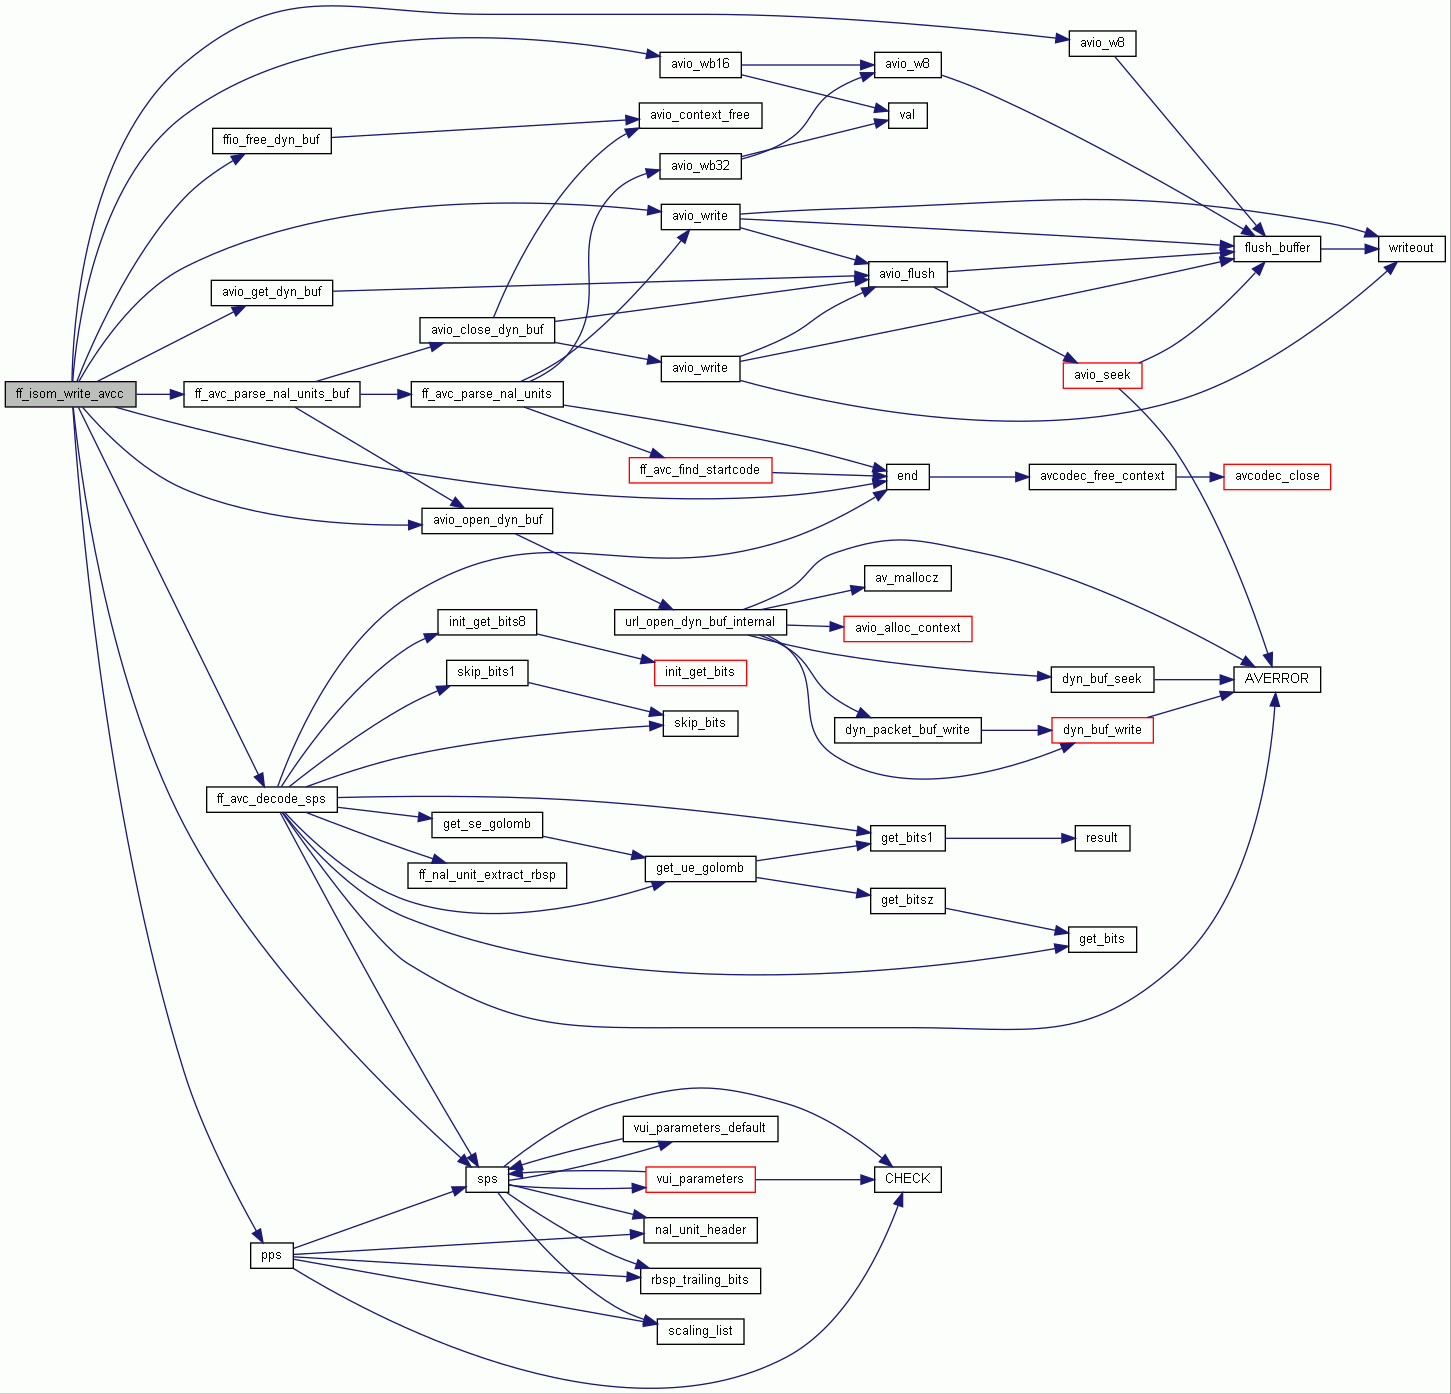 avio_w8
avio_wb16
avio_w8
avio_context_free
val
ffio_free_dyn_buf
avio_wb32
avio_write
flush_buffer
writeout
avio_flush
avio_get_dyn_buf
avio_close_dyn_buf
avio_write
avio_seek
ff_isom_write_avcc
ff_avc_parse_nal_units_buf
ff_avc_parse_nal_units
ff_avc_find_startcode
end
avcodec_free_context
avcodec_close
avio_open_dyn_buf
av_mallocz
init_get_bits8
url_open_dyn_buf_internal
avio_alloc_context
skip_bits1
init_get_bits
dyn_buf_seek
AVERROR
skip_bits
dyn_packet_buf_write
dyn_buf_write
ff_avc_decode_sps
get_se_golomb
get_bits1
result
ff_nal_unit_extract_rbsp
get_ue_golomb
get_bitsz
get_bits
vui_parameters_default
sps
vui_parameters
CHECK
nal_unit_header
pps
rbsp_trailing_bits
scaling_list